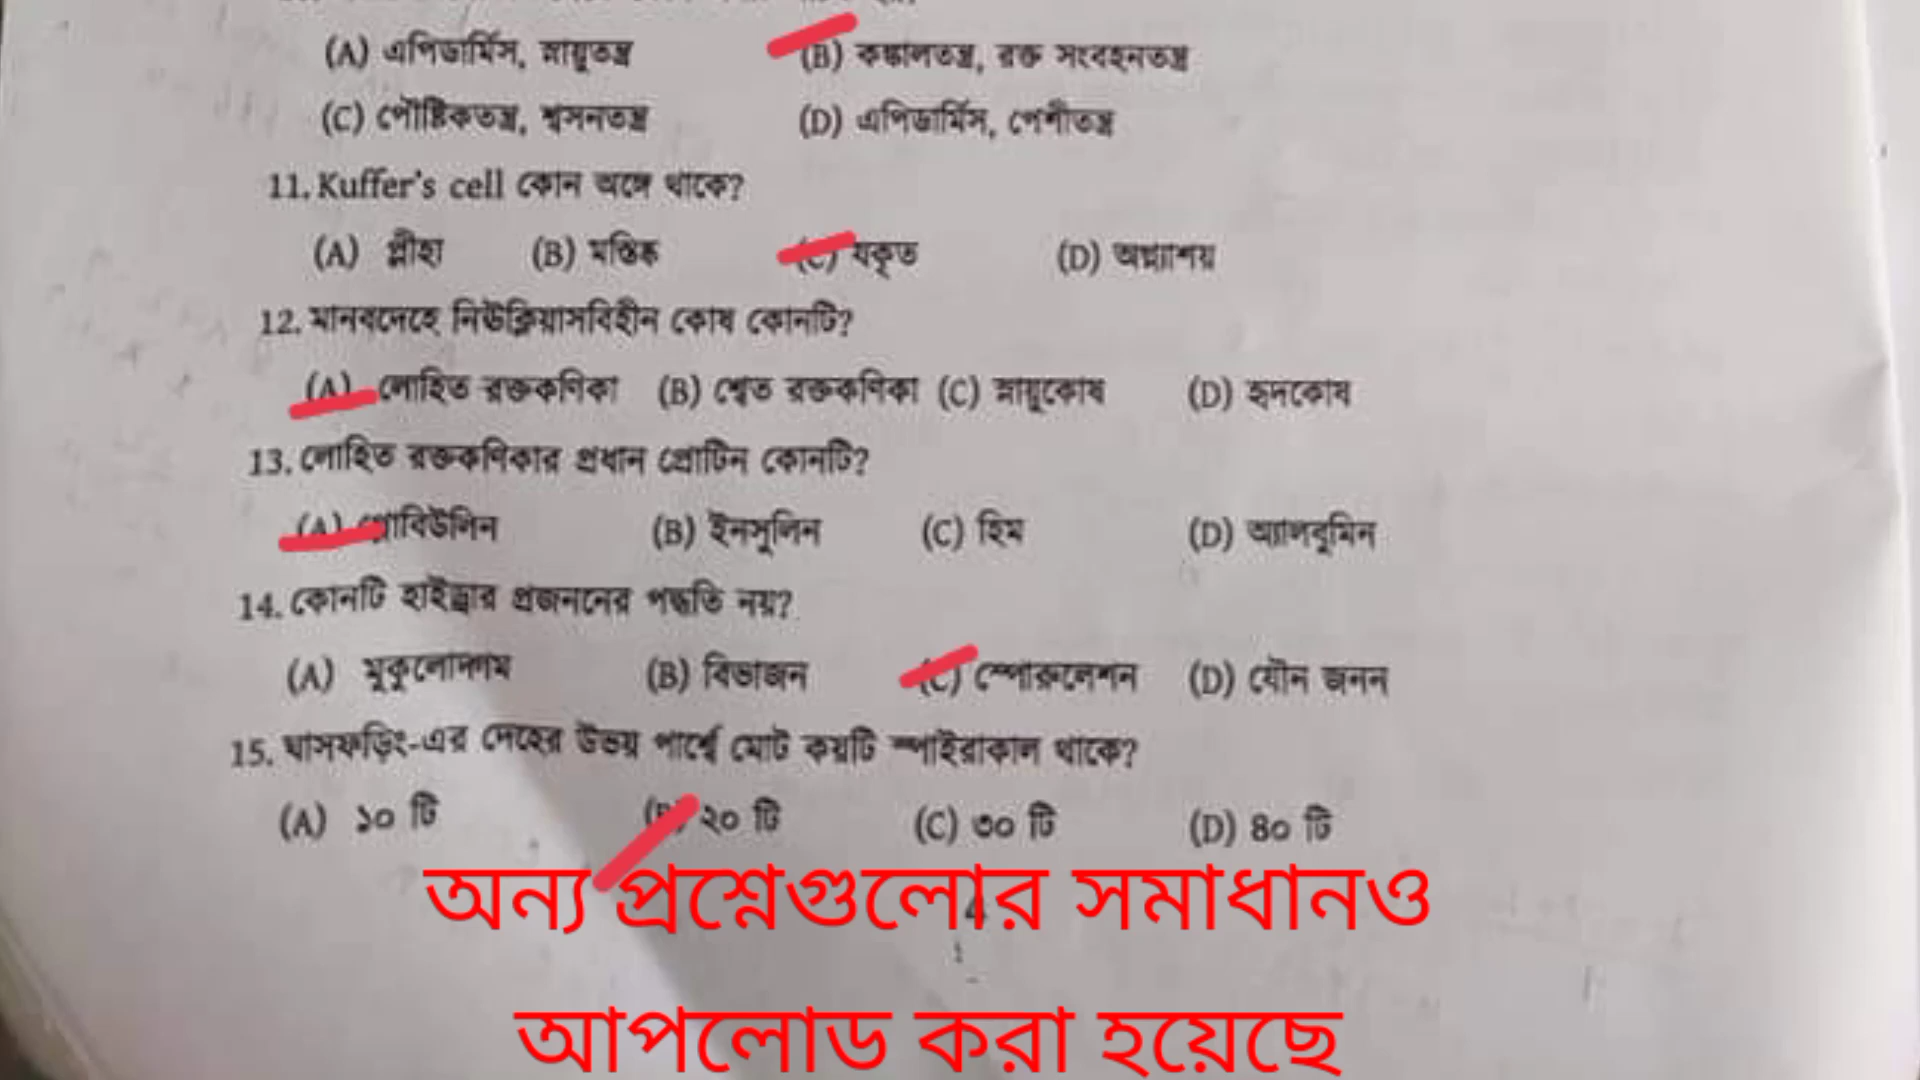 (A) এপিডার্মিস, স্নায়ুতন্ত্র (B) কঙ্কালতন্ত্র, রক্ত সংবহনতন্ত্র
(C) পৌষ্টিকতন্ত্র, শ্বসনতন্ত্র (D) এপিডার্মিস, পেশীতন্ত্র
11. Kuffer's cell কোন অঙ্গে থাকে?
(A) প্লীহা (B) মস্তিষ্ক (C) যকৃত (D) অগ্ন্যাশয়
12. মানবদেহে নিউক্লিয়াসবিহীন কোষ কোনটি?
(A) লোহিত রক্তকণিকা (B) শ্বেত রক্তকণিকা (C) স্নায়ুকোষ (D) হৃদকোষ
13. লোহিত রক্তকণিকার প্রধান প্রোটিন কোনটি?
(A) গ্লোবিউলিন (B) ইনসুলিন (C) হিম (D) অ্যালবুমিন
14. কোনটি হাইড্রার প্রজননের পদ্ধতি নয়?
(A) মুকুলোদগম (B) বিভাজন (C) স্পোরুলেশন (D) যৌন জনন
15. ঘাসফড়িং-এর দেহের উভয় পার্শ্বে মোট কয়টি স্পাইরাকাল থাকে?
(A) ১০ টি (B) ২০ টি (C) ৩০ টি (D) ৪০ টি
অন্য প্রশ্নেগুলোর সমাধানও
4
আপলোড করা হয়েছে